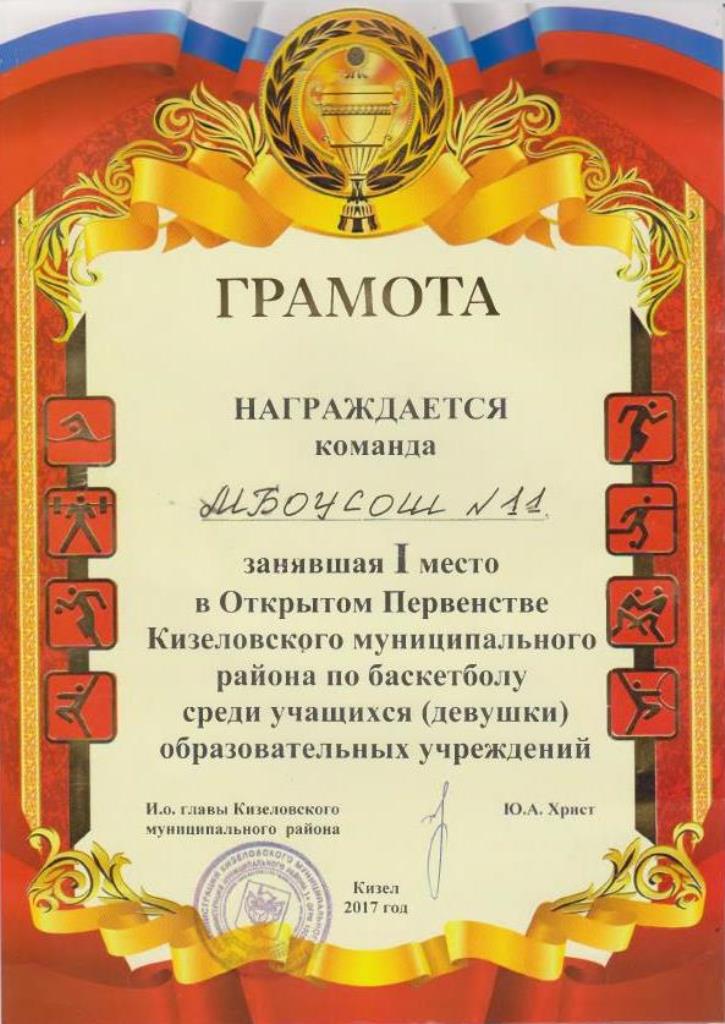 ГРАМОТА
НАГРАЖДАЕТСЯ
команда
МБОУСОШ №11
занявшая I место
в Открытом Первенстве
Кизеловского муниципального
района по баскетболу
среди учащихся (девушки)
образовательных учреждений
И.о. главы Кизеловского
муниципального района
Ю.А. Христ
Кизел
2017 год